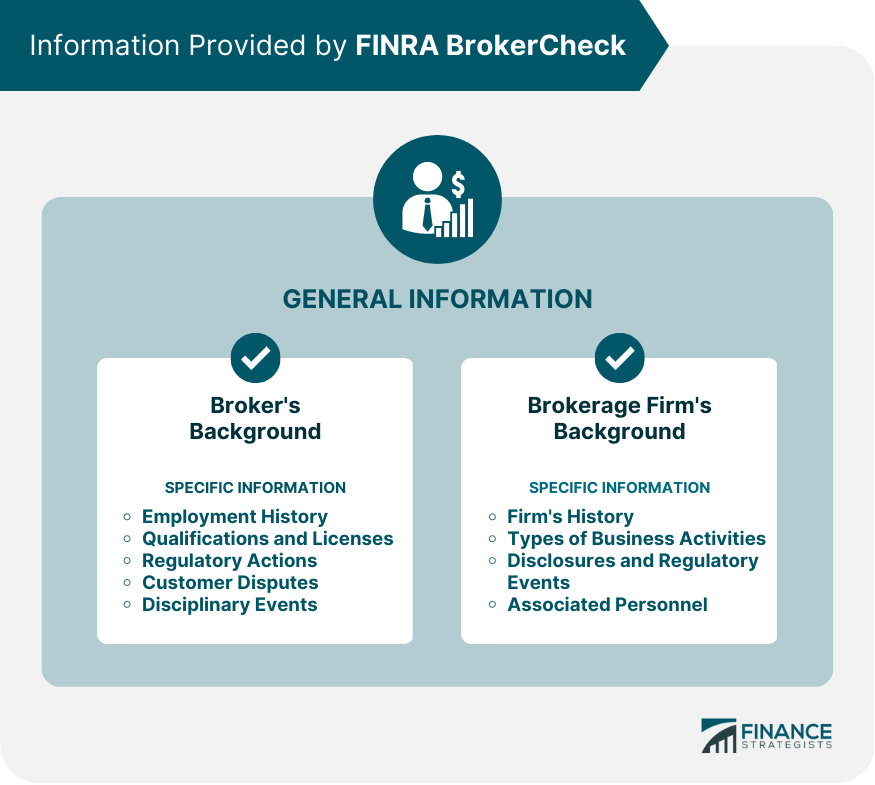 Information Provided by FINRA BrokerCheck
$
GENERAL INFORMATION
Broker's
Background
SPECIFIC INFORMATION
Employment History
Qualifications and Licenses
Regulatory Actions
Customer Disputes
Disciplinary Events
Brokerage Firm's
Background
SPECIFIC INFORMATION
Firm's History
Types of Business Activities
Disclosures and Regulatory
Events
Associated Personnel
FINANCE
STRATEGISTS